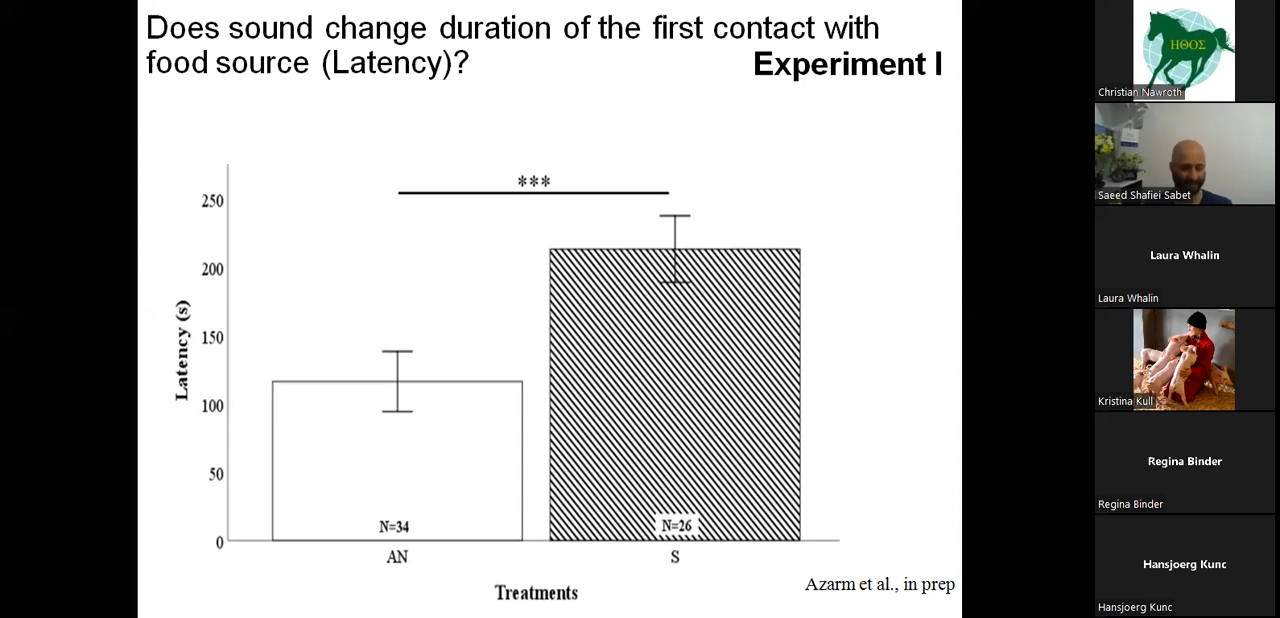 Does sound change duration of the first contact with
food source (Latency)?
Experiment I
***
250
200
150
100
50
0
Latency (s)
N=34
N=26
AN
S
Treatments
Azarm et al., in prep
ΗΘΟΣ
Christian Nawroth
Saeed Shafiei Sabet
Laura Whalin
Laura Whalin
Kristina Kull
Regina Binder
Regina Binder
Hansjoerg Kunc
Hansjoerg Kunc